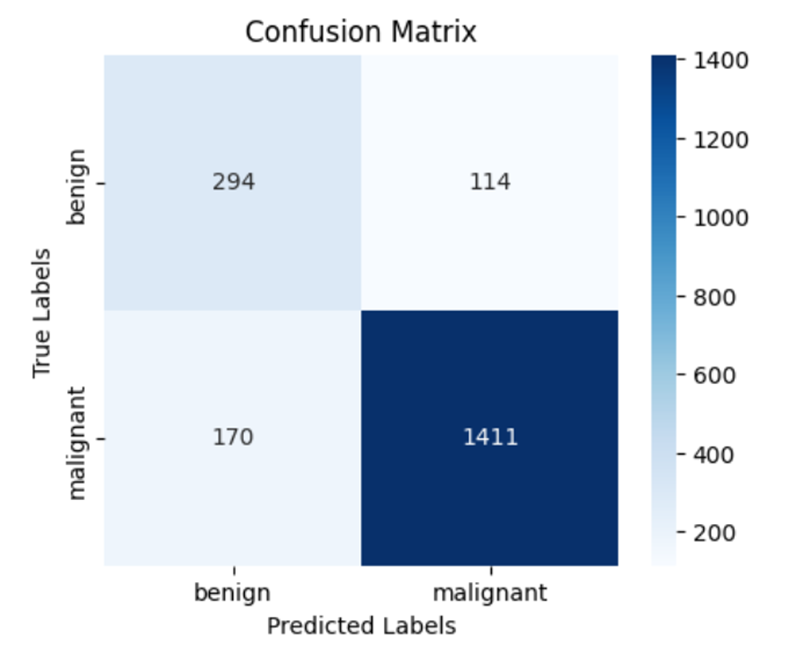 Confusion Matrix
True Labels
benign
malignant
294
114
170
1411
benign
malignant
Predicted Labels
1400
1200
1000
800
600
400
200